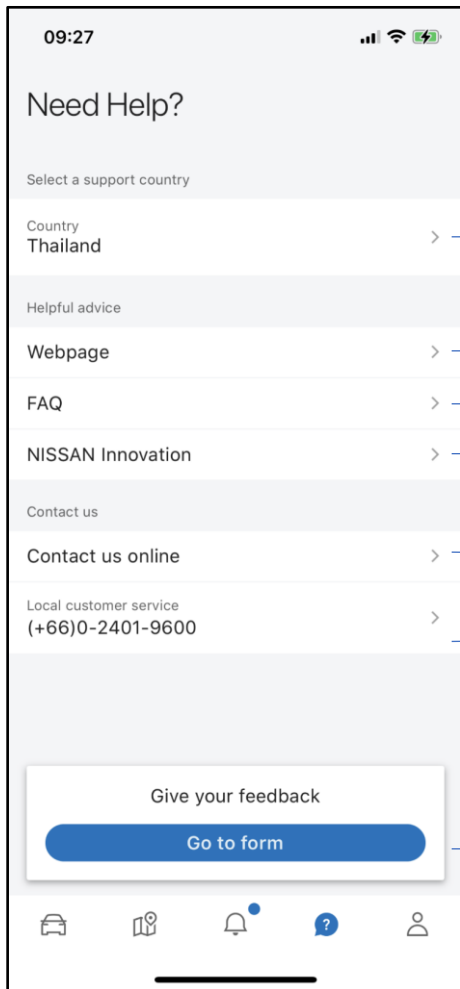 09:27
Need Help?
Select a support country
Country
Thailand
Helpful advice
Webpage
FAQ
NISSAN Innovation
Contact us
Contact us online
Local customer service
(+66)0-2401-9600
Give your feedback
Go to form
?